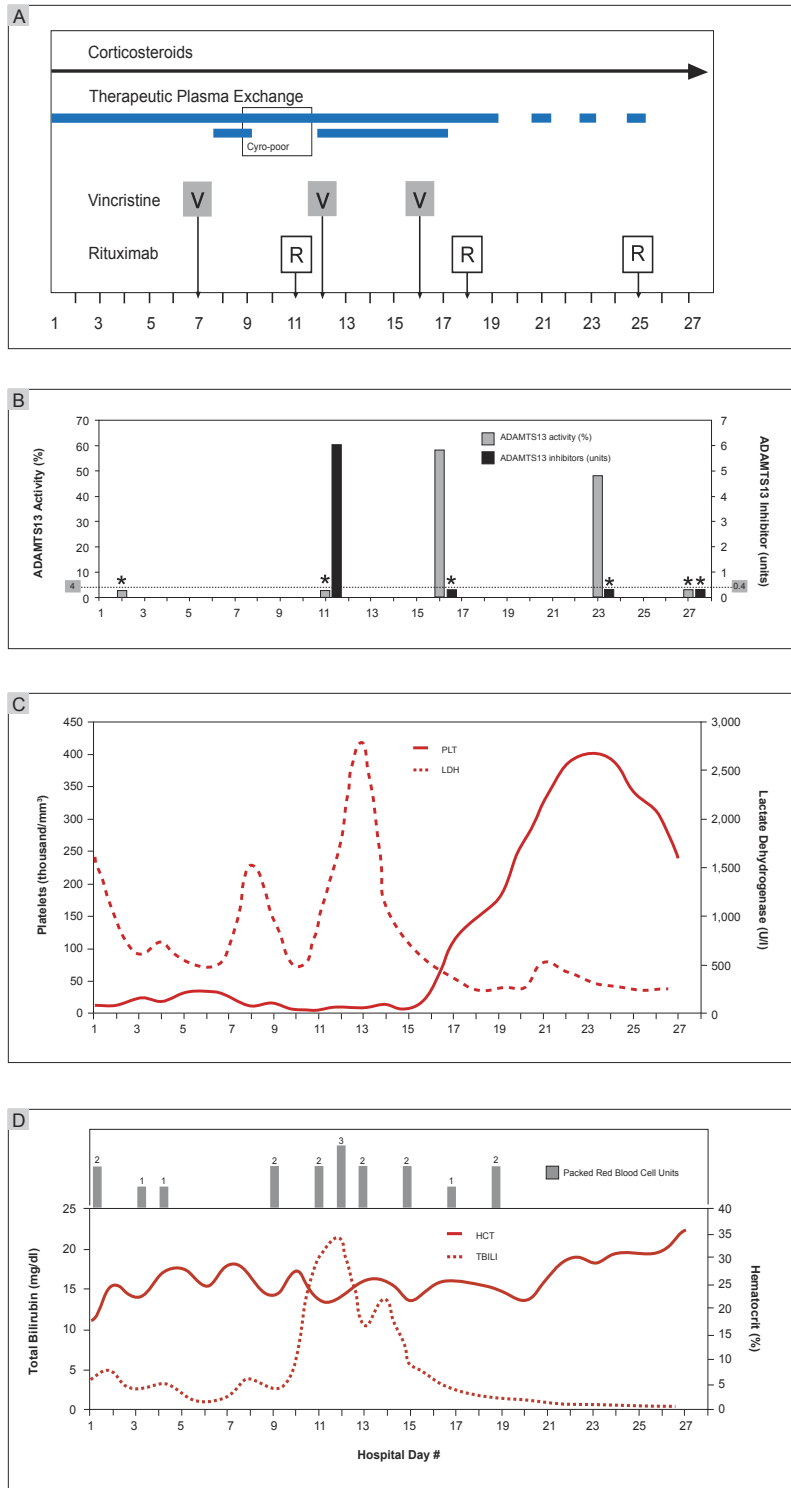 A
Corticosteroids
Therapeutic Plasma Exchange
Cyro-poor
Vincristine V V V
Rituximab R R R
1 3 5 7 9 11 13 15 17 19 21 23 25 27
B
ADAMTS13 Activity (%)
70
60
50
40
30
20
10
4
0
ADAMTS13 activity (%)
ADAMTS13 inhibitors (units)
* * * * * *
7
6
5
4
3
2
1
0.4
0
ADAMTS13 Inhibitor (units)
1 3 5 7 9 11 13 15 17 19 21 23 25 27
C
Platelets (thousand/mm³)
450
400
350
300
250
200
150
100
50
0
PLT
LDH
3,000
2,500
2,000
1,500
1,000
500
0
Lactate Dehydrogenase (U/l)
1 3 5 7 9 11 13 15 17 19 21 23 25 27
D
2 1 1 2 2 3 2 2 1 2
Packed Red Blood Cell Units
Total Bilirubin (mg/dl)
25
20
15
10
5
0
HCT
TBILI
40
35
30
25
20
15
10
5
0
Hematocrit (%)
1 3 5 7 9 11 13 15 17 19 21 23 25 27
Hospital Day #